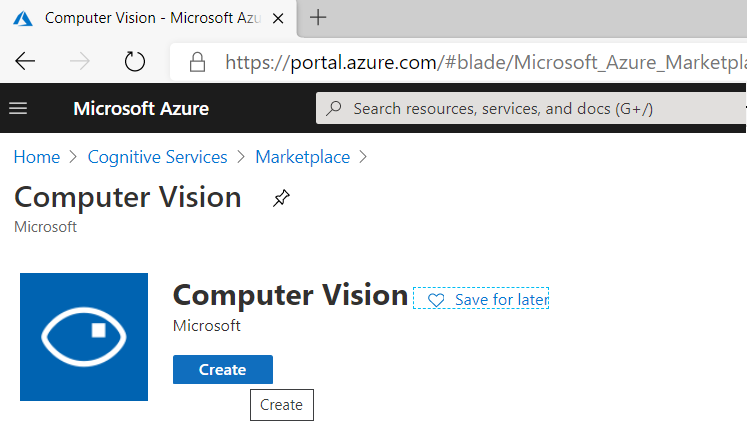 Computer Vision - Microsoft Azu
https://portal.azure.com/#blade/Microsoft_Azure_Marketpla
Microsoft Azure
Search resources, services, and docs (G+/)
Home > Cognitive Services > Marketplace >
Computer Vision
Microsoft
Computer Vision
Save for later
Microsoft
Create
Create